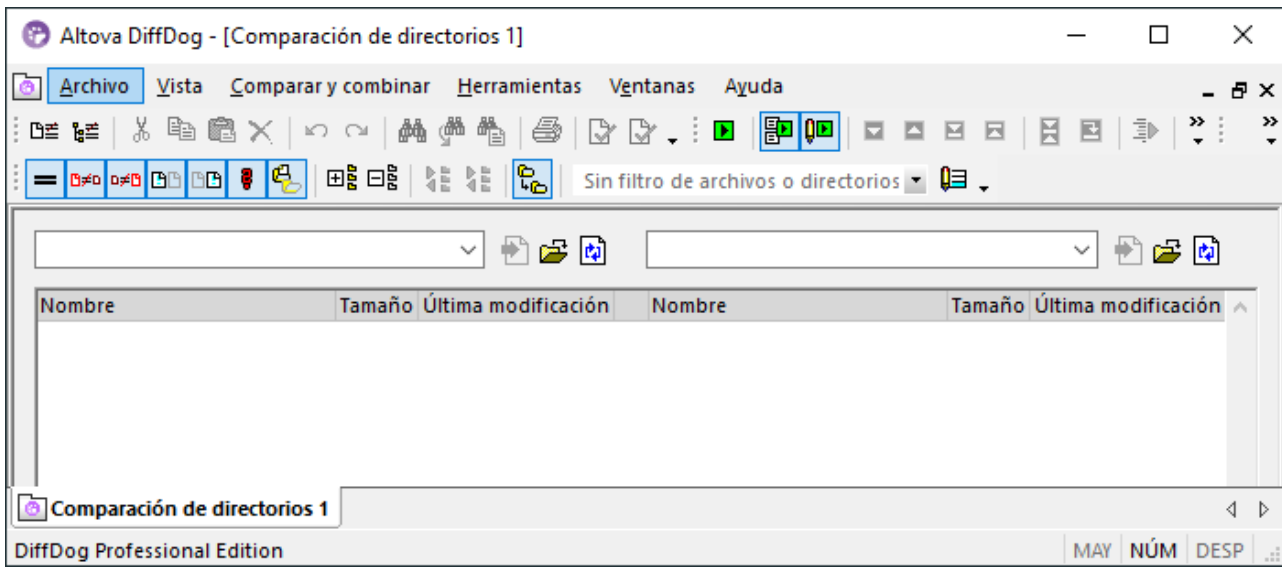 Altova DiffDog - [Comparación de directorios 1]
Archivo Vista Comparar y combinar Herramientas Ventanas Ayuda
Sin filtro de archivos o directorios
Nombre Tamaño Última modificación Nombre Tamaño Última modificación
Comparación de directorios 1
DiffDog Professional Edition MAY NÚM DESP